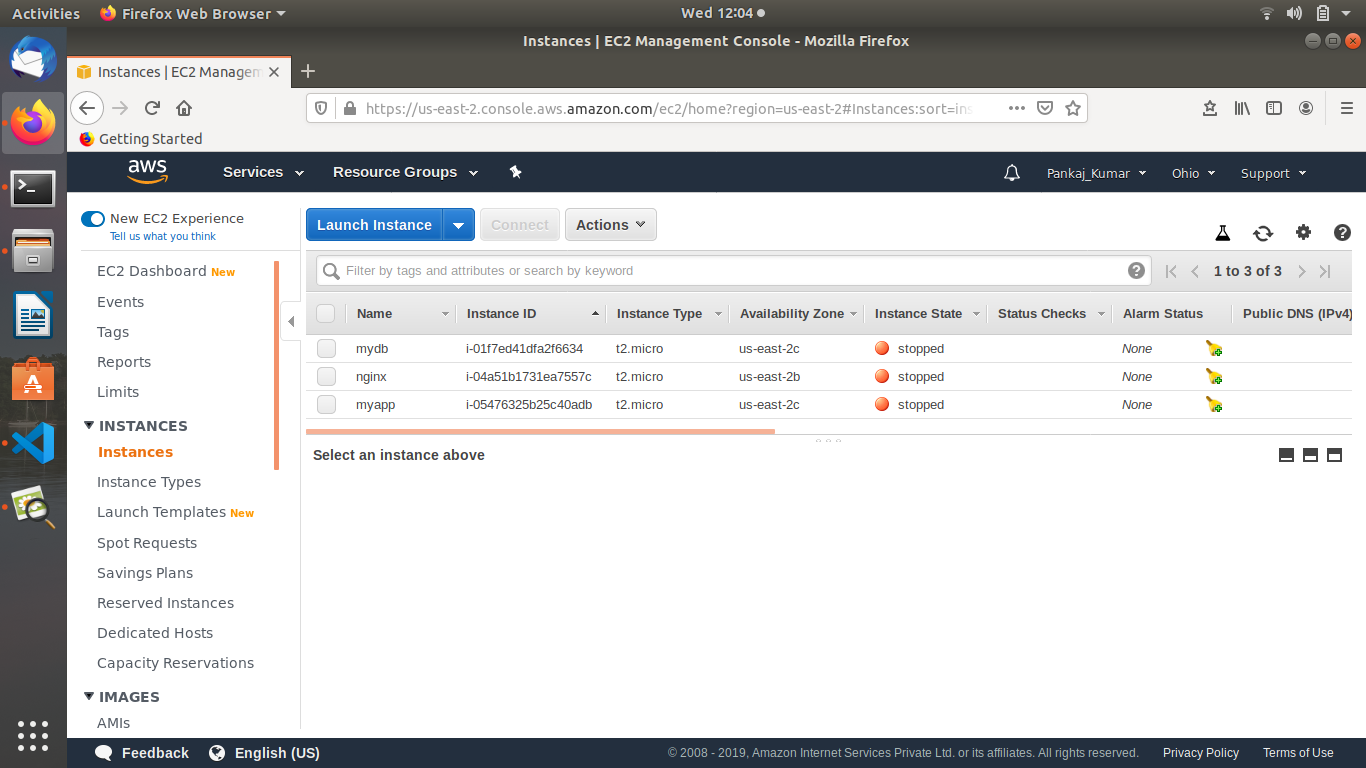 Activities Firefox Web Browser Wed 12:04
Instances | EC2 Management Console - Mozilla Firefox
Instances | EC2 Managem
https://us-east-2.console.aws.amazon.com/ec2/home?region=us-east-2#Instances:sort=ins
Getting Started
aws Services Resource Groups Pankaj_Kumar Ohio Support
New EC2 Experience
Tell us what you think
EC2 Dashboard New
Events
Tags
Reports
Limits
INSTANCES
Instances
Instance Types
Launch Templates New
Spot Requests
Savings Plans
Reserved Instances
Dedicated Hosts
Capacity Reservations
IMAGES
AMIs
Launch Instance Connect Actions
Filter by tags and attributes or search by keyword 1 to 3 of 3
Name Instance ID Instance Type Availability Zone Instance State Status Checks Alarm Status Public DNS (IPv4)
mydb i-01f7ed41dfa2f6634 t2.micro us-east-2c stopped None
nginx i-04a51b1731ea7557c t2.micro us-east-2b stopped None
myapp i-05476325b25c40adb t2.micro us-east-2c stopped None
Select an instance above
Feedback English (US) © 2008 - 2019, Amazon Internet Services Private Ltd. or its affiliates. All rights reserved. Privacy Policy Terms of Use